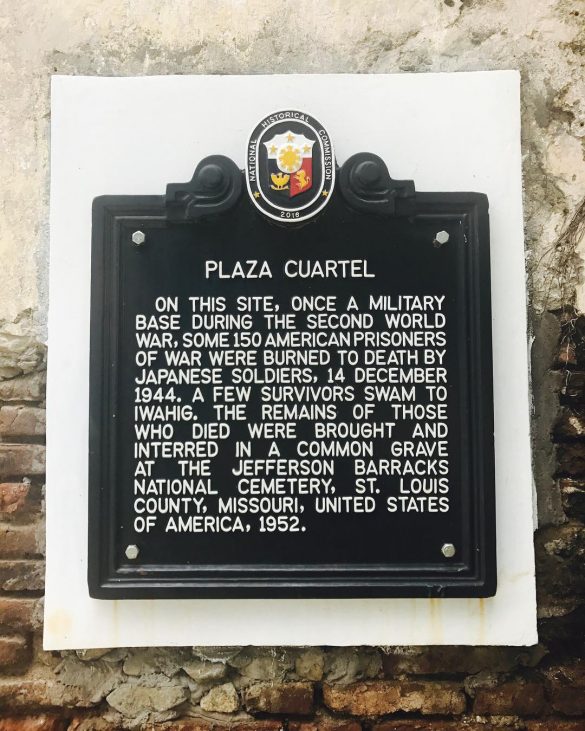 NATIONAL HISTORICAL COMMISSION
2018
PLAZA CUARTEL
ON THIS SITE, ONCE A MILITARY
BASE DURING THE SECOND WORLD
WAR, SOME 150 AMERICAN PRISONERS
OF WAR WERE BURNED TO DEATH BY
JAPANESE SOLDIERS, 14 DECEMBER
1944. A FEW SURVIVORS SWAM TO
IWAHIG. THE REMAINS OF THOSE
WHO DIED WERE BROUGHT AND
INTERRED IN A COMMON GRAVE
AT THE JEFFERSON BARRACKS
NATIONAL CEMETERY, ST. LOUIS
COUNTY, MISSOURI, UNITED STATES
OF AMERICA, 1952.